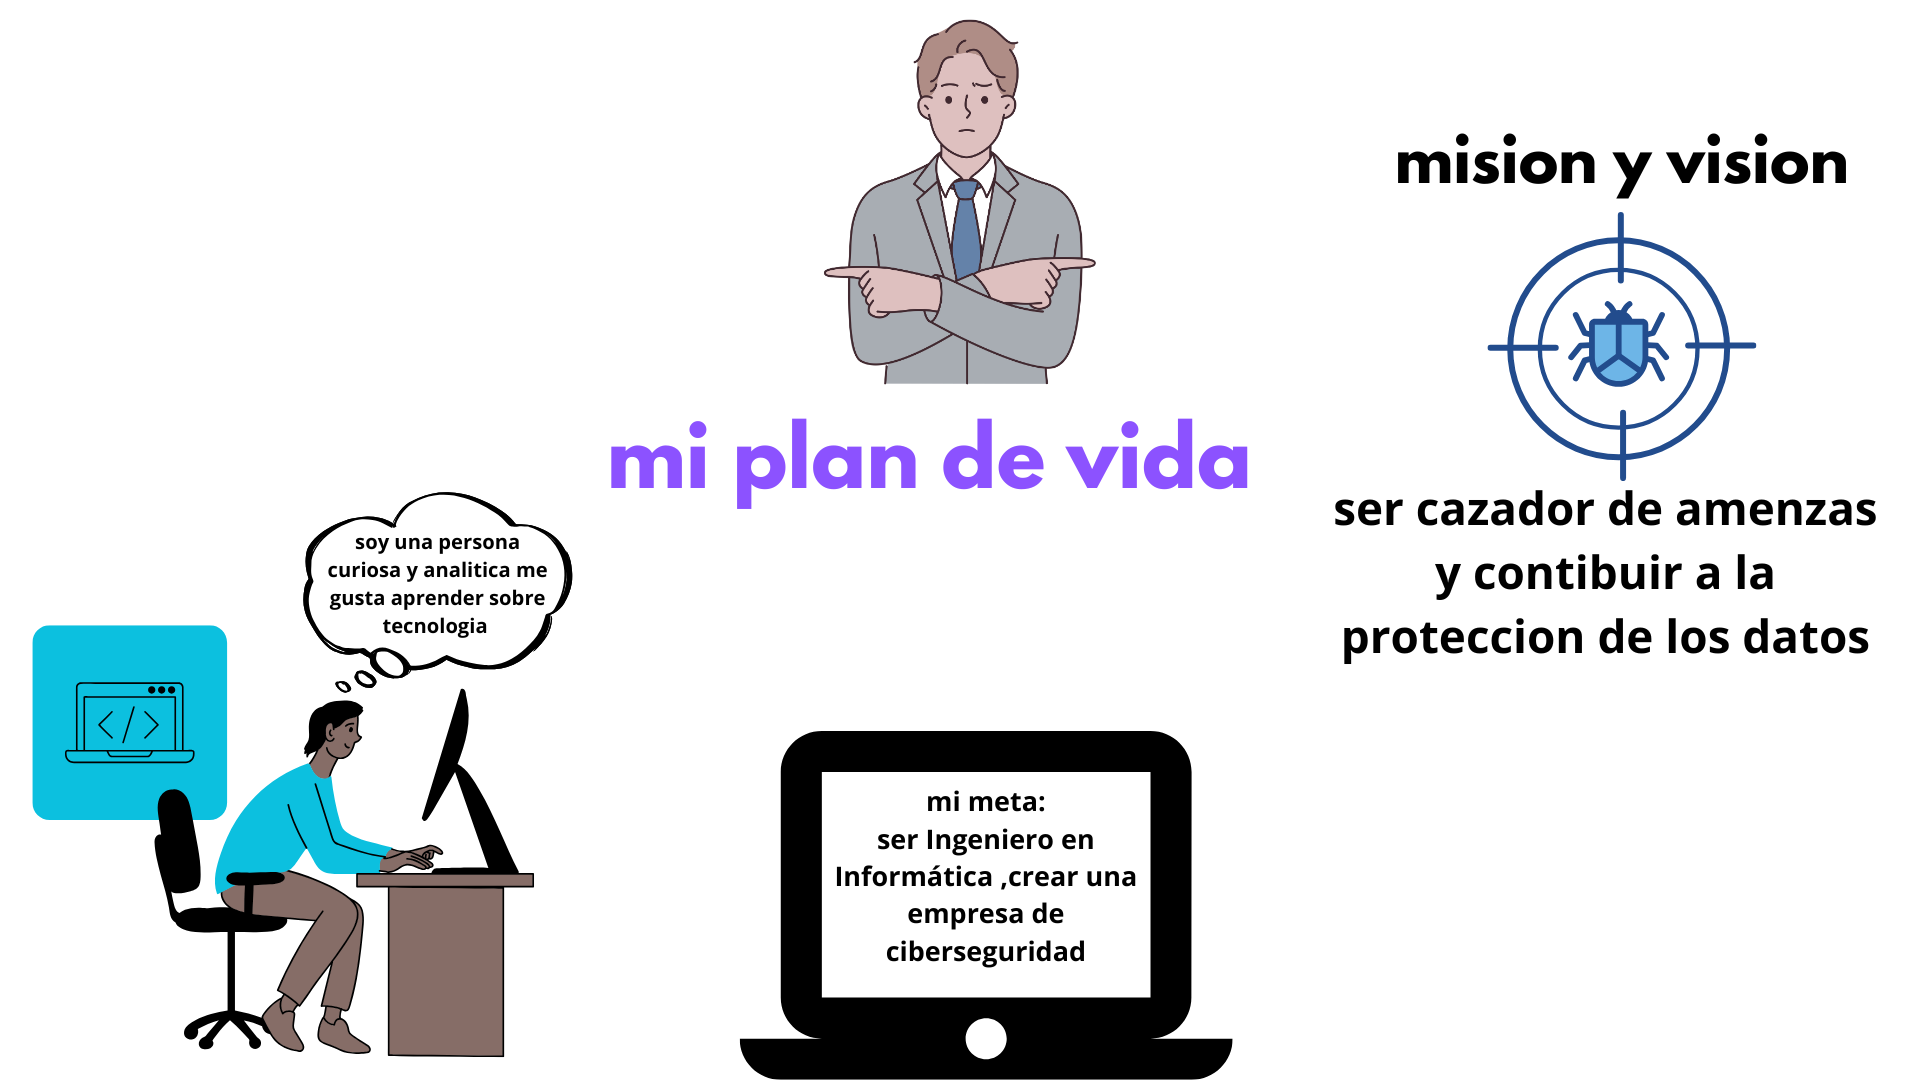 mision y vision
mi plan de vida
ser cazador de amenzas
y contibuir a la
proteccion de los datos
soy una persona
curiosa y analitica me
gusta aprender sobre
tecnologia
</>
mi meta:
ser Ingeniero en
Informática ,crear una
empresa de
ciberseguridad